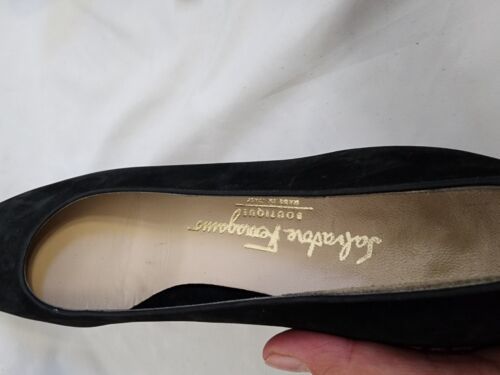 Salvatore Ferragamo
BOUTIQUE
MADE IN ITALY